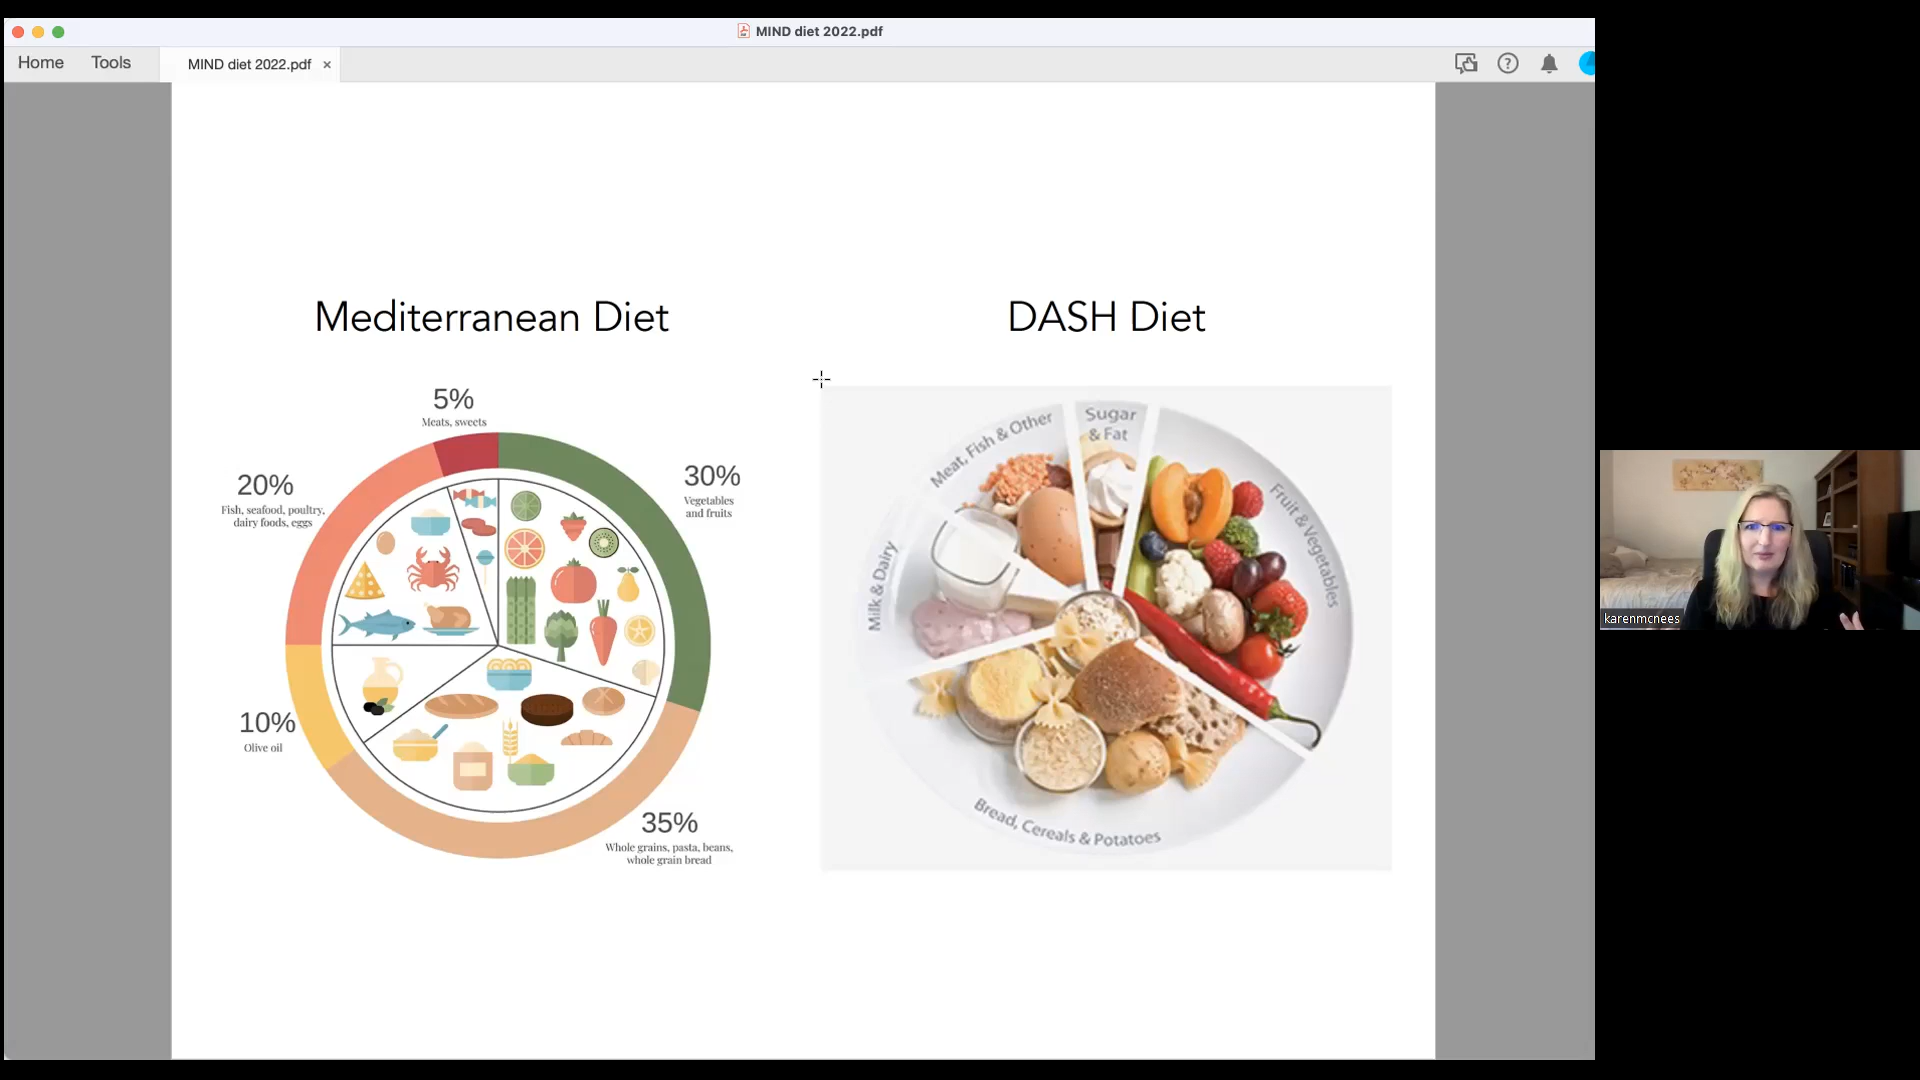 MIND diet 2022.pdf
Home
Tools
MIND diet 2022.pdf ×
Mediterranean Diet
DASH Diet
5%
Meats, sweets
20%
Fish, seafood, poultry,
dairy foods, eggs
30%
Vegetables
and fruits
10%
Olive oil
35%
Whole grains, pasta, beans,
whole grain bread
Meat, Fish & Other
Sugar
& Fat
Fruit & Vegetables
Milk & Dairy
Bread, Cereals & Potatoes
karenmcnees